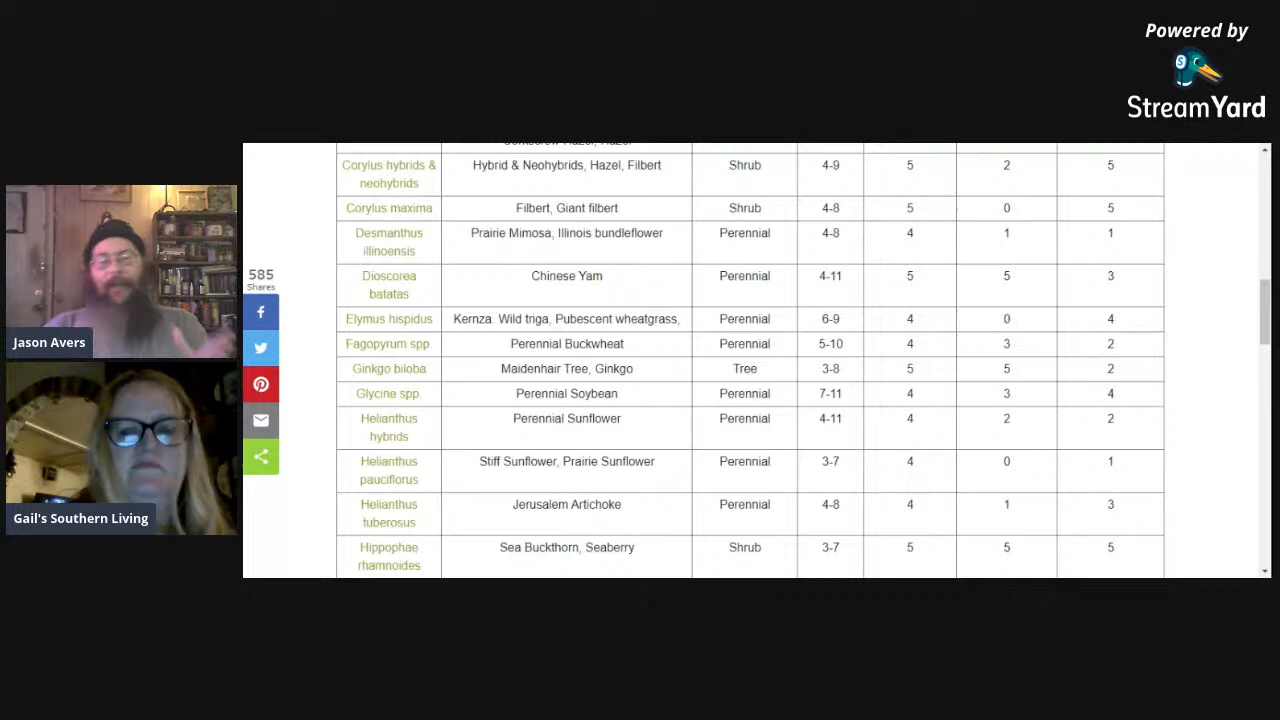 Powered by
StreamYard
Corylus hybrids & Hybrid & Neohybrids, Hazel, Filbert Shrub 4-9 5 2 5
neohybrids
Corylus maxima Filbert, Giant filbert Shrub 4-8 5 0 5
Desmanthus Prairie Mimosa, Illinois bundleflower Perennial 4-8 4 1 1
illinoensis
Dioscorea Chinese Yam Perennial 4-11 5 5 3
batatas
Elymus hispidus Kernza. Wild triga, Pubescent wheatgrass, Perennial 6-9 4 0 4
Fagopyrum spp. Perennial Buckwheat Perennial 5-10 4 3 2
Ginkgo biloba Maidenhair Tree, Ginkgo Tree 3-8 5 5 2
Glycine spp. Perennial Soybean Perennial 7-11 4 3 4
Helianthus Perennial Sunflower Perennial 4-11 4 2 2
hybrids
Helianthus Stiff Sunflower, Prairie Sunflower Perennial 3-7 4 0 1
pauciflorus
Helianthus Jerusalem Artichoke Perennial 4-8 4 1 3
tuberosus
Hippophae Sea Buckthorn, Seaberry Shrub 3-7 5 5 5
rhamnoides
585
Shares
Jason Avers
Gail's Southern Living